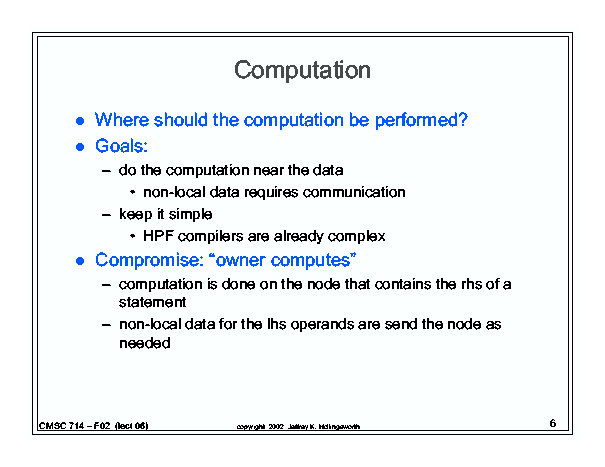 Computation
● Where should the computation be performed?
● Goals:
– do the computation near the data
• non-local data requires communication
– keep it simple
• HPF compilers are already complex
● Compromise: “owner computes”
– computation is done on the node that contains the rhs of a
statement
– non-local data for the lhs operands are send the node as
needed
CMSC 714 – F02 (lect 06)
copyright 2002 Jeffrey K. Hollingsworth
6